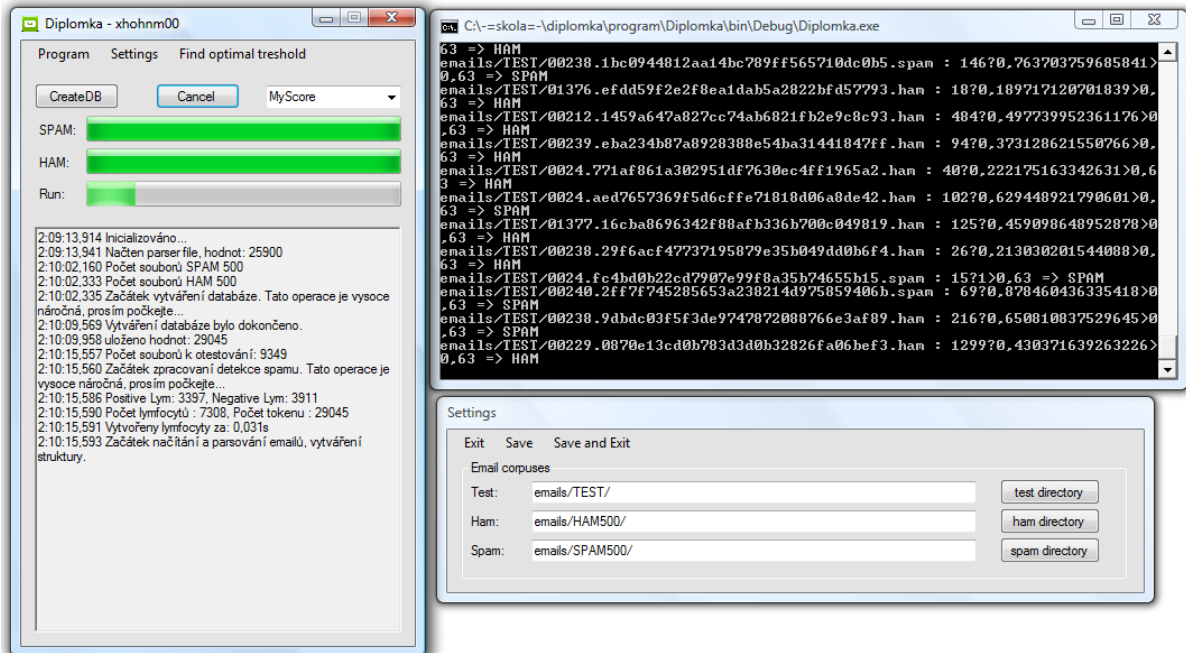 Diplomka - xhohnm00
Program Settings Find optimal treshold
CreateDB Cancel MyScore
SPAM:
HAM:
Run:
2:09:13,914 Inicializováno...
2:09:13,941 Načten parser file, hodnot: 25900
2:10:02,160 Počet souborů SPAM 500
2:10:02,333 Počet souborů HAM 500
2:10:02,335 Začátek vytváření databáze. Tato operace je vysoce
náročná, prosím počkejte...
2:10:09,569 Vytváření databáze bylo dokončeno.
2:10:09,958 uloženo hodnot: 29045
2:10:15,557 Počet souborů k otestování: 9349
2:10:15,560 Začátek zpracovaní detekce spamu. Tato operace je
vysoce náročná, prosím počkejte...
2:10:15,586 Positive Lym: 3397, Negative Lym: 3911
2:10:15,590 Počet lymfocytů : 7308, Počet tokenu : 29045
2:10:15,591 Vytvořeny lymfocyty za: 0,031s
2:10:15,593 Začátek načítání a parsování emailů, vytváření
struktury.
C:\-=skola=-\diplomka\program\Diplomka\bin\Debug\Diplomka.exe
63 => HAM
emails/TEST/00238.1bc0944812aa14bc789ff565710dc0b5.spam : 146?0,763703759685841>
0,63 => SPAM
emails/TEST/01376.efdd59f2e2f8ea1dab5a2822bfd57793.ham : 18?0,189717120701839>0,
63 => HAM
emails/TEST/00212.1459a647a827cc74ab6821fb2e9c8c93.ham : 484?0,497739952361176>0
,63 => HAM
emails/TEST/00239.eba234b87a8928388e54ba31441847ff.ham : 94?0,373128621550766>0,
63 => HAM
emails/TEST/0024.771af861a302951df7630ec4ff1965a2.ham : 40?0,222175163342631>0,6
3 => HAM
emails/TEST/0024.aed7657369f5d6cffe71818d06a8de42.ham : 102?0,629448921790601>0,
63 => SPAM
emails/TEST/01377.16cba8696342f88afb336b700c049819.ham : 125?0,459098648952878>0
,63 => HAM
emails/TEST/00238.29f6acf47737195879e35b049dd0b6f4.ham : 26?0,213030201544088>0,
63 => HAM
emails/TEST/0024.fc4bd0b22cd7907e99f8a35b74655b15.spam : 15?1>0,63 => SPAM
emails/TEST/00240.2ff7f745285653a238214d975859406b.spam : 69?0,878460436335418>0
,63 => SPAM
emails/TEST/00238.9dbdc03f5f3de9747872088766e3af89.ham : 216?0,650810837529645>0
,63 => SPAM
emails/TEST/00229.0870e13cd0b783d3d0b32826fa06bef3.ham : 1299?0,430371639263226>
0,63 => HAM
Settings
Exit Save Save and Exit
Email corpuses
Test: emails/TEST/ test directory
Ham: emails/HAM500/ ham directory
Spam: emails/SPAM500/ spam directory